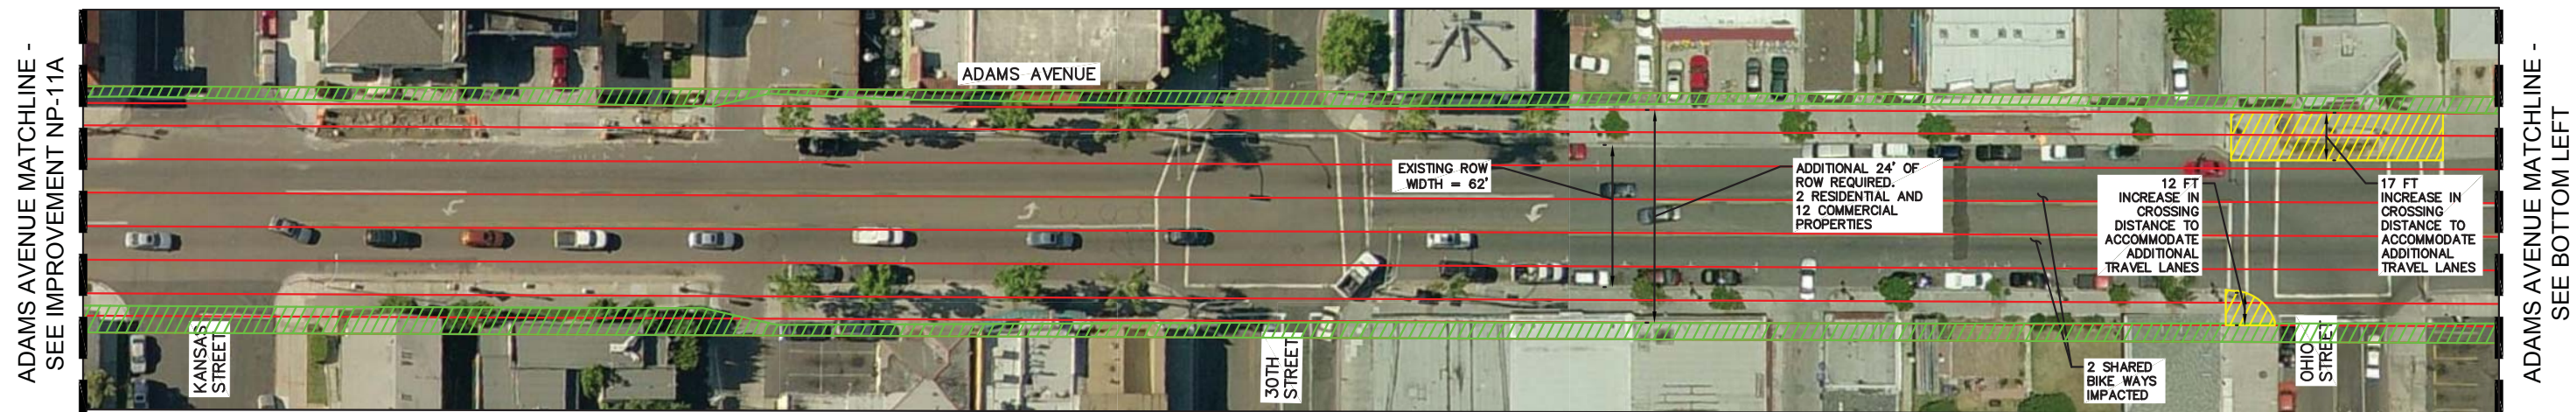 ADAMS AVENUE MATCHLINE -
SEE IMPROVEMENT NP-11A
KANSAS
STREET
ADAMS AVENUE
30TH
STREET
EXISTING ROW
WIDTH = 62'
ADDITIONAL 24' OF
ROW REQUIRED.
2 RESIDENTIAL AND
12 COMMERCIAL
PROPERTIES
12 FT
INCREASE IN
CROSSING
DISTANCE TO
ACCOMMODATE
ADDITIONAL
TRAVEL LANES
17 FT
INCREASE IN
CROSSING
DISTANCE TO
ACCOMMODATE
ADDITIONAL
TRAVEL LANES
2 SHARED
BIKE WAYS
IMPACTED
OHIO
STREET
ADAMS AVENUE MATCHLINE -
SEE BOTTOM LEFT